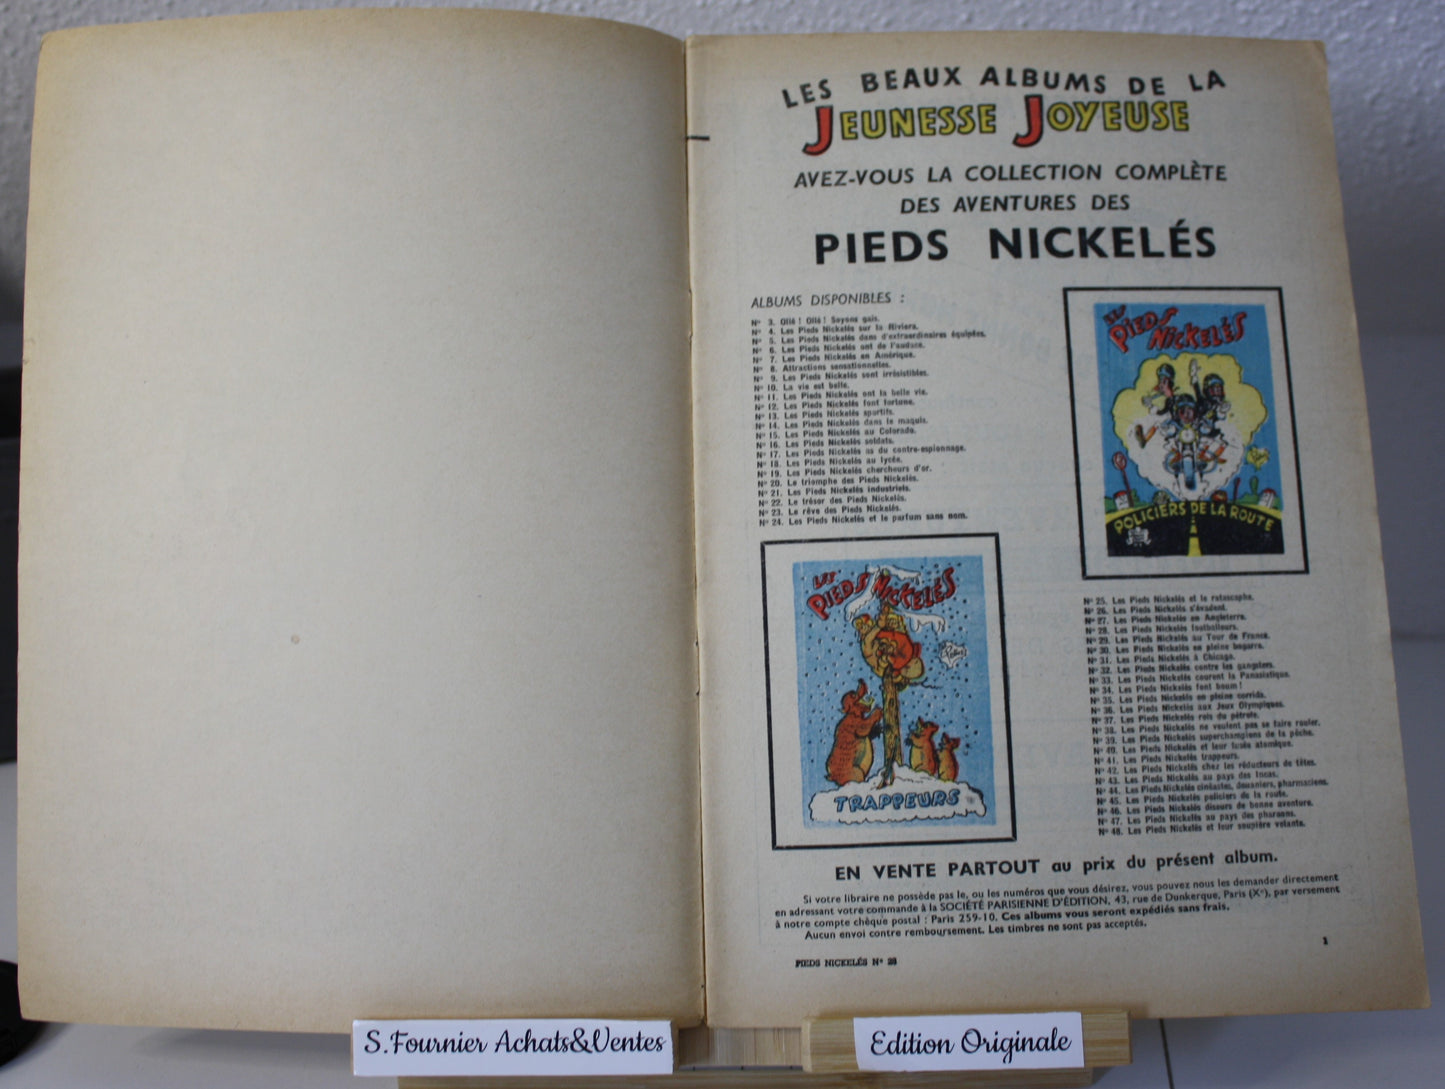 LES BEAUX ALBUMS DE LA
JEUNESSE JOYEUSE
AVEZ-VOUS LA COLLECTION COMPLÈTE
DES AVENTURES DES
PIEDS NICKELÉS
ALBUMS DISPONIBLES :
N° 3. Ollé ! Ollé ! Soyons gais.
N° 4. Les Pieds Nickelés sur la Riviera.
N° 5. Les Pieds Nickelés dans d'extraordinaires équipées.
N° 6. Les Pieds Nickelés ont de l'audace.
N° 7. Les Pieds Nickelés en Amérique.
N° 8. Attractions sensationnelles.
N° 9. Les Pieds Nickelés sont irrésistibles.
N° 10. La vie est belle.
N° 11. Les Pieds Nickelés ont la belle vie.
N° 12. Les Pieds Nickelés font fortune.
N° 13. Les Pieds Nickelés sportifs.
N° 14. Les Pieds Nickelés dans le maquis.
N° 15. Les Pieds Nickelés au Colorado.
N° 16. Les Pieds Nickelés soldats.
N° 17. Les Pieds Nickelés as du contre-espionnage.
N° 18. Les Pieds Nickelés au lycée.
N° 19. Les Pieds Nickelés chercheurs d'or.
N° 20. Le triomphe des Pieds Nickelés.
N° 21. Les Pieds Nickelés industriels.
N° 22. Le trésor des Pieds Nickelés.
N° 23. Le rêve des Pieds Nickelés.
N° 24. Les Pieds Nickelés et le parfum sans nom.
LES
PIEDS NICKELÉS
POLICIERS DE LA ROUTE
LES
PIEDS NICKELÉS
TRAPPEURS
N° 25. Les Pieds Nickelés et le ratascaphe.
N° 26. Les Pieds Nickelés s'évadent.
N° 27. Les Pieds Nickelés en Angleterre.
N° 28. Les Pieds Nickelés footballeurs.
N° 29. Les Pieds Nickelés au Tour de France.
N° 30. Les Pieds Nickelés en pleine bagarre.
N° 31. Les Pieds Nickelés à Chicago.
N° 32. Les Pieds Nickelés contre les gangsters.
N° 33. Les Pieds Nickelés courent la Panasiatique.
N° 34. Les Pieds Nickelés font boum !
N° 35. Les Pieds Nickelés en pleine corrida.
N° 36. Les Pieds Nickelés aux Jeux Olympiques.
N° 37. Les Pieds Nickelés rois du pétrole.
N° 38. Les Pieds Nickelés ne veulent pas se faire rouler.
N° 39. Les Pieds Nickelés superchampions de la pêche.
N° 40. Les Pieds Nickelés et leur fusée atomique.
N° 41. Les Pieds Nickelés trappeurs.
N° 42. Les Pieds Nickelés chez les réducteurs de têtes.
N° 43. Les Pieds Nickelés au pays des Incas.
N° 44. Les Pieds Nickelés cinéastes, douaniers, pharmaciens.
N° 45. Les Pieds Nickelés policiers de la route.
N° 46. Les Pieds Nickelés diseurs de bonne aventure.
N° 47. Les Pieds Nickelés au pays des pharaons.
N° 48. Les Pieds Nickelés et leur soupière volante.
EN VENTE PARTOUT au prix du présent album.
Si votre libraire ne possède pas le, ou les numéros que vous désirez, vous pouvez nous les demander directement
en adressant votre commande à la SOCIÉTÉ PARISIENNE D'ÉDITION, 43, rue de Dunkerque, Paris (Xe), par versement
à notre compte chèque postal : Paris 259-10. Ces albums vous seront expédiés sans frais.
Aucun envoi contre remboursement. Les timbres ne sont pas acceptés.
1
PIEDS NICKELÉS N° 28
S.Fournier Achats&Ventes
Edition Originale